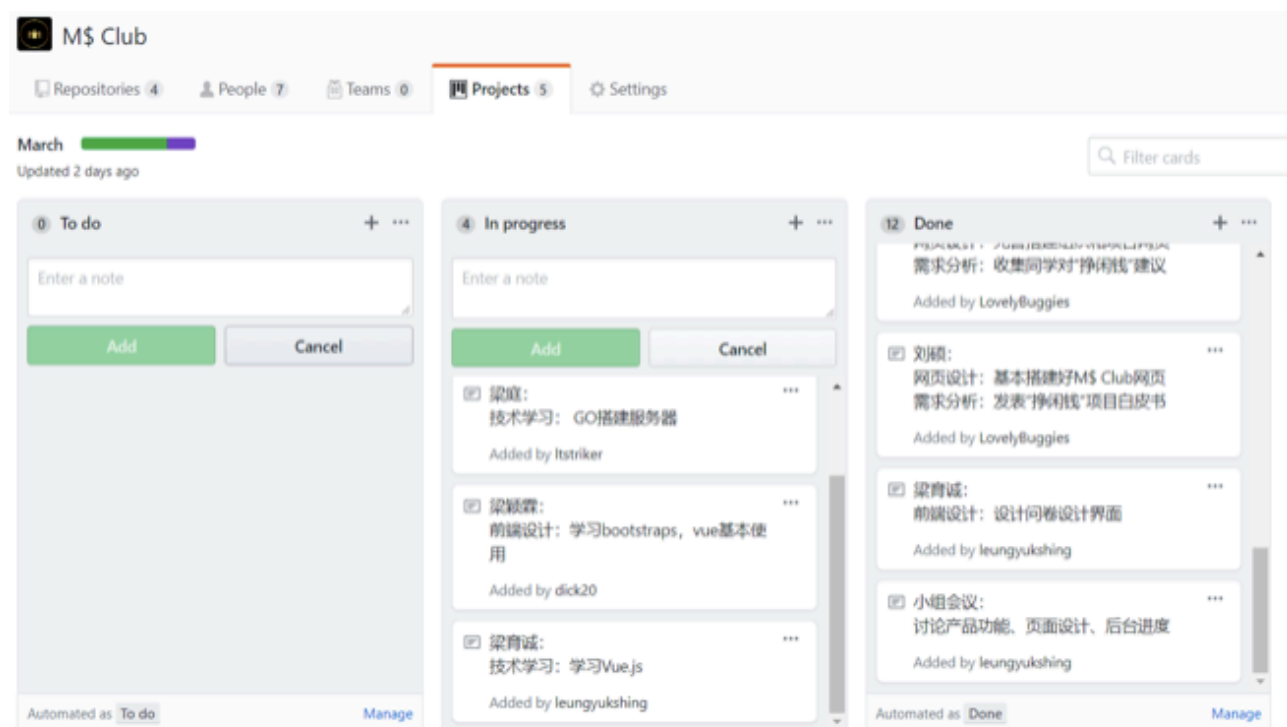 M$ Club
Repositories 4
People 7
Teams 0
Projects 5
Settings
March
Updated 2 days ago
Filter cards
0 To do
Enter a note
Add
Cancel
Automated as To do
Manage
4 In progress
Enter a note
Add
Cancel
梁庭:
技术学习： GO搭建服务器
Added by ltstriker
梁颖霖:
前端设计：学习bootstraps，vue基本使
用
Added by dick20
梁育诚:
技术学习：学习Vue.js
Added by leungyukshing
12 Done
需求分析：收集同学对"挣闲钱"建议
Added by LovelyBuggies
刘硕:
网页设计：基本搭建好M$ Club网页
需求分析：发表"挣闲钱"项目白皮书
Added by LovelyBuggies
梁育诚:
前端设计：设计问卷设计界面
Added by leungyukshing
小组会议:
讨论产品功能、页面设计、后台进度
Added by leungyukshing
Automated as Done
Manage